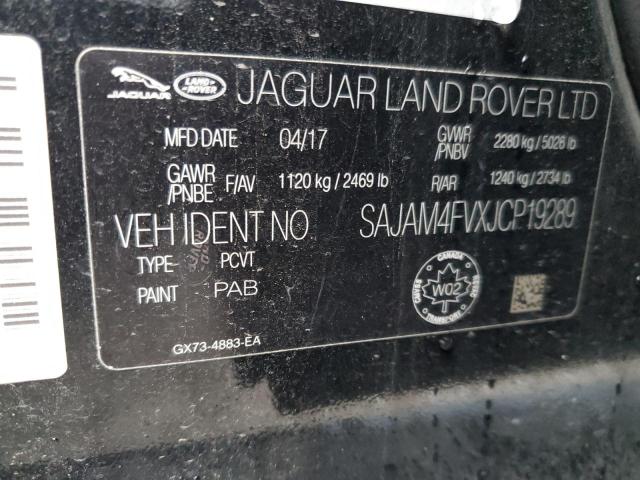 JAGUAR LAND ROVER JAGUAR LAND ROVER LTD
MFD DATE 04/17 GVWR /PNBV 2280 kg / 5026 lb
GAWR /PNBE F/AV 1120 kg / 2469 lb R/AR 1240 kg / 2734 lb
VEH IDENT NO SAJAM4FVXJCP19289
TYPE PCVT
PAINT PAB
CANADA
W02
GX73-4883-EA